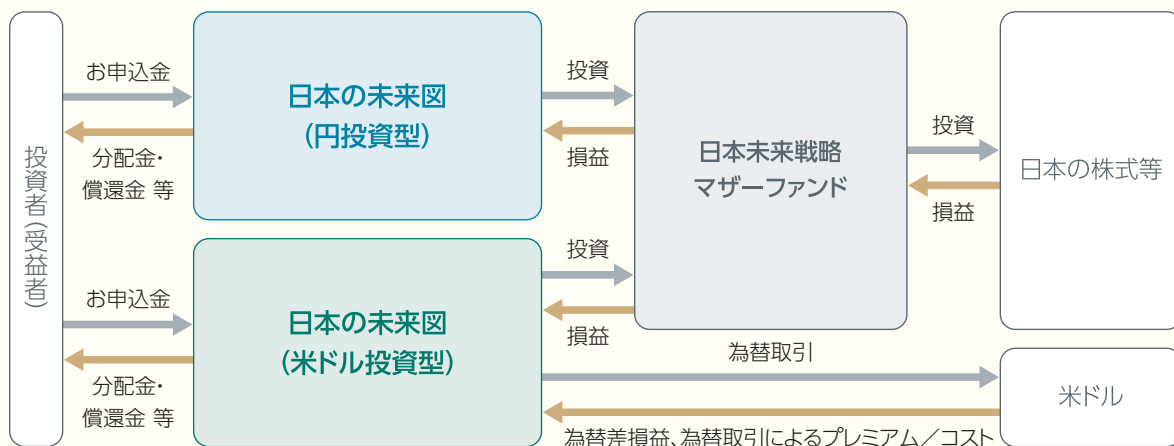 投資者(受益者)
お申込金
分配金・
償還金 等
日本の未来図
(円投資型)
投資
損益
お申込金
分配金・
償還金 等
日本の未来図
(米ドル投資型)
投資
損益
日本未来戦略
マザーファンド
投資
損益
日本の株式等
為替取引
為替差損益、為替取引によるプレミアム／コスト
米ドル